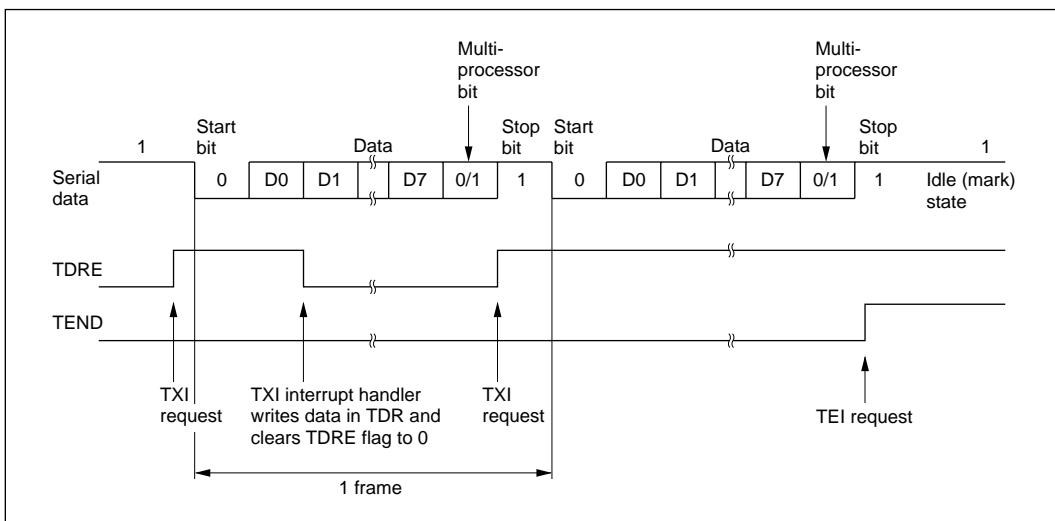 Multi-
processor
bit
Multi-
processor
bit
1
Start
bit
Data
Stop
bit
Start
bit
Data
Stop
bit
1
Serial
data
0 D0 D1 D7 0/1 1 0 D0 D1 D7 0/1 1
Idle (mark)
state
TDRE
TEND
TXI
request
TXI interrupt handler
writes data in TDR and
clears TDRE flag to 0
TXI
request
TEI request
1 frame